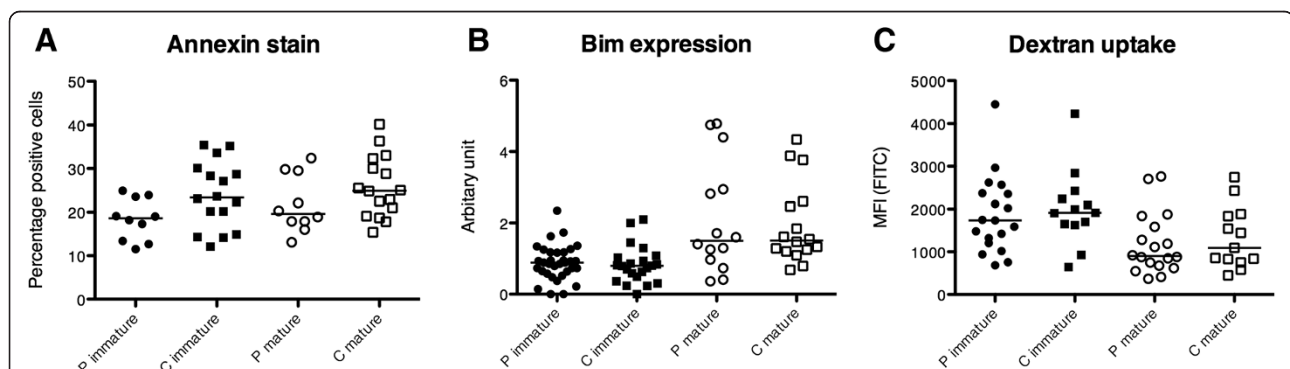 A Annexin stain
Percentage positive cells
50
40
30
20
10
0
P immature
C immature
P mature
C mature
B Bim expression
Arbitary unit
6
4
2
0
P immature
C immature
P mature
C mature
C Dextran uptake
MFI (FITC)
5000
4000
3000
2000
1000
0
P immature
C immature
P mature
C mature